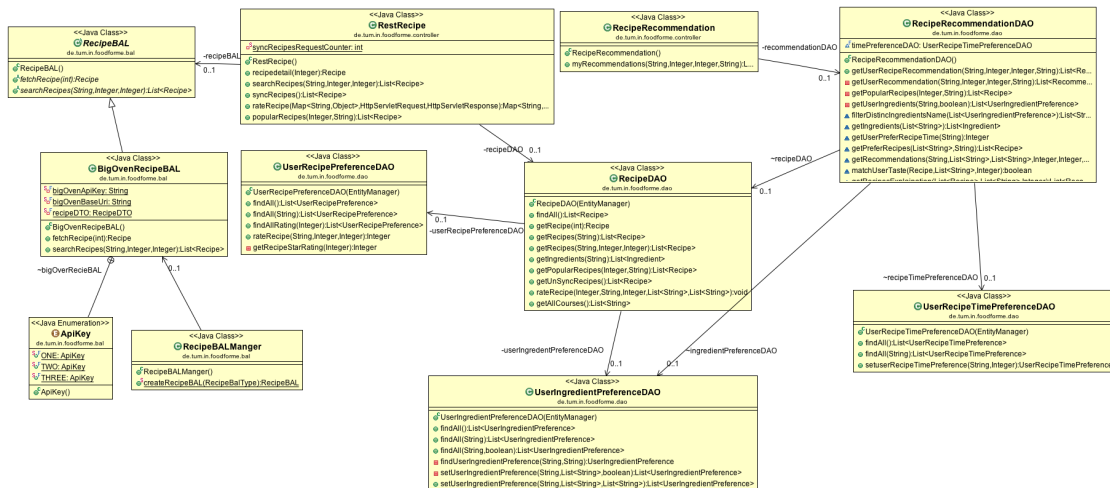 <<Java Class>>
RecipeBAL
de.tum.in.foodforme.bal
RecipeBAL()
fetchRecipe(int):Recipe
searchRecipes(String,Integer,Integer):List<Recipe>
-recipeBAL
0..1
<<Java Class>>
RestRecipe
de.tum.in.foodforme.controller
syncRecipesRequestCounter: int
RestRecipe()
recipedetail(Integer):Recipe
searchRecipes(String,Integer,Integer):List<Recipe>
syncRecipes():List<Recipe>
rateRecipe(Map<String,Object>,HttpServletRequest,HttpServletResponse):Map<String,...
popularRecipes(Integer,String):List<Recipe>
<<Java Class>>
RecipeRecommendation
de.tum.in.foodforme.controller
RecipeRecommendation()
myRecommendations(String,Integer,Integer,String):L...
-recommendationDAO
0..1
<<Java Class>>
RecipeRecommendationDAO
de.tum.in.foodforme.dao
timePreferenceDAO: UserRecipeTimePreferenceDAO
RecipeRecommendationDAO()
getUserRecipeRecommendation(String,Integer,Integer,String):List<Re...
getUserRecommendation(String,Integer,Integer,String):List<Recomme...
getPopularRecipes(Integer,String):List<Recipe>
getUserIngredients(String,boolean):List<UserIngredientPreference>
filterDistincIngredientsName(List<UserIngredientPreference>):List<Str...
getIngredients(List<String>):List<Ingredient>
getUserPreferRecipeTime(String):Integer
getPreferRecipes(List<String>,String):List<Recipe>
getRecommendations(String,List<String>,List<String>,Integer,Integer,...
matchUserTaste(Recipe,List<String>,Integer):boolean
<<Java Class>>
BigOvenRecipeBAL
de.tum.in.foodforme.bal
bigOvenApiKey: String
bigOvenBaseUri: String
recipeDTO: RecipeDTO
BigOvenRecipeBAL()
fetchRecipe(int):Recipe
searchRecipes(String,Integer,Integer):List<Recipe>
~bigOverRecieBAL
0..1
<<Java Class>>
UserRecipePreferenceDAO
de.tum.in.foodforme.dao
UserRecipePreferenceDAO(EntityManager)
findAll():List<UserRecipePreference>
findAll(String):List<UserRecipePreference>
findAllRating(Integer):List<UserRecipePreference>
rateRecipe(String,Integer,Integer):Integer
getRecipeStarRating(Integer):Integer
0..1
-userRecipePreferenceDAO
-recipeDAO
0..1
~recipeDAO
0..1
<<Java Class>>
RecipeDAO
de.tum.in.foodforme.dao
RecipeDAO(EntityManager)
findAll():List<Recipe>
getRecipe(int):Recipe
getRecipes(String):List<Recipe>
getRecipes(String,Integer,Integer):List<Recipe>
getIngredients(String):List<Ingredient>
getPopularRecipes(Integer,String):List<Recipe>
getUnSyncRecipes():List<Recipe>
rateRecipe(Integer,String,Integer,List<String>,List<String>):void
getAllCourses():List<String>
~recipeTimePreferenceDAO
0..1
<<Java Class>>
UserRecipeTimePreferenceDAO
de.tum.in.foodforme.dao
UserRecipeTimePreferenceDAO(EntityManager)
findAll():List<UserRecipeTimePreference>
findAll(String):List<UserRecipeTimePreference>
setuserRecipeTimePreference(String,Integer):UserRecipeTimePreference
<<Java Enumeration>>
ApiKey
de.tum.in.foodforme.bal
ONE: ApiKey
TWO: ApiKey
THREE: ApiKey
ApiKey()
<<Java Class>>
RecipeBALManger
de.tum.in.foodforme.bal
RecipeBALManger()
createRecipeBAL(RecipeBalType):RecipeBAL
-userIngredentPreferenceDAO
0..1
~ingredientPreferenceDAO
0..1
<<Java Class>>
UserIngredientPreferenceDAO
de.tum.in.foodforme.dao
UserIngredientPreferenceDAO(EntityManager)
findAll():List<UserIngredientPreference>
findAll(String):List<UserIngredientPreference>
findAll(String,boolean):List<UserIngredientPreference>
findUserIngredientPreference(String,String):UserIngredientPreference
setUserIngredientPreference(String,List<String>,boolean):List<UserIngredientPreference>
setUserIngredientPreference(String,List<String>,List<String>):List<UserIngredientPreference>